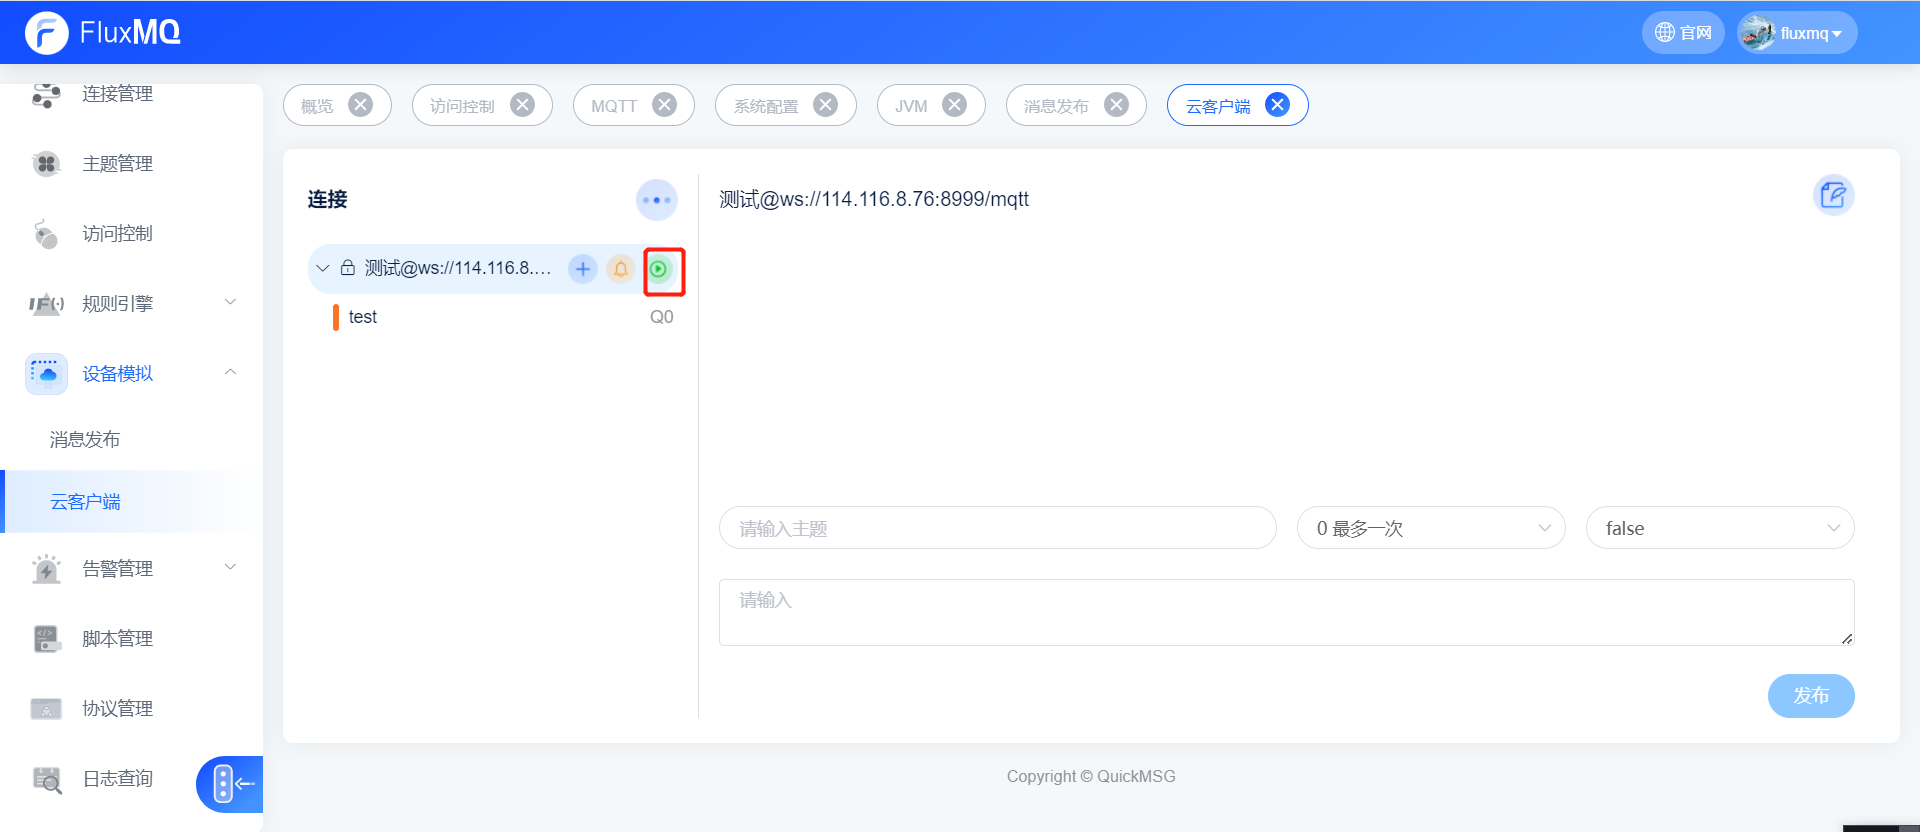 FluxMQ
官网
fluxmq
连接管理
主题管理
访问控制
IF(·) 规则引擎
设备模拟
消息发布
云客户端
告警管理
脚本管理
协议管理
日志查询
概览
访问控制
MQTT
系统配置
JVM
消息发布
云客户端
连接
测试@ws://114.116.8....
test
Q0
测试@ws://114.116.8.76:8999/mqtt
请输入主题
0 最多一次
false
请输入
发布
Copyright © QuickMSG